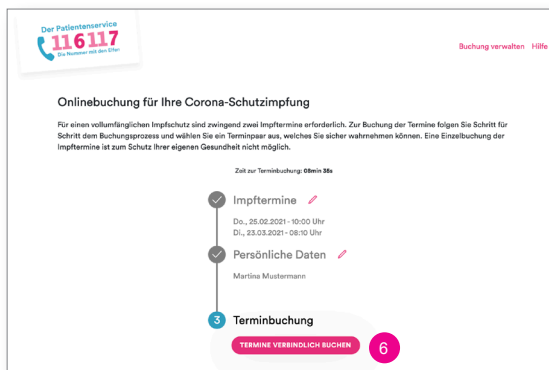 Der Patientenservice
116117
Die Nummer mit den Elfen
Buchung verwalten Hilfe
Onlinebuchung für Ihre Corona-Schutzimpfung
Für einen vollumfänglichen Impfschutz sind zwingend zwei Impftermine erforderlich. Zur Buchung der Termine folgen Sie Schritt für
Schritt dem Buchungsprozess und wählen Sie ein Terminpaar aus, welches Sie sicher wahrnehmen können. Eine Einzelbuchung der
Impftermine ist zum Schutz Ihrer eigenen Gesundheit nicht möglich.
Zeit zur Terminbuchung: 08min 38s
Impftermine
Do., 25.02.2021 - 10:00 Uhr
Di., 23.03.2021 - 08:10 Uhr
Persönliche Daten
Martina Mustermann
3 Terminbuchung
TERMINE VERBINDLICH BUCHEN 6